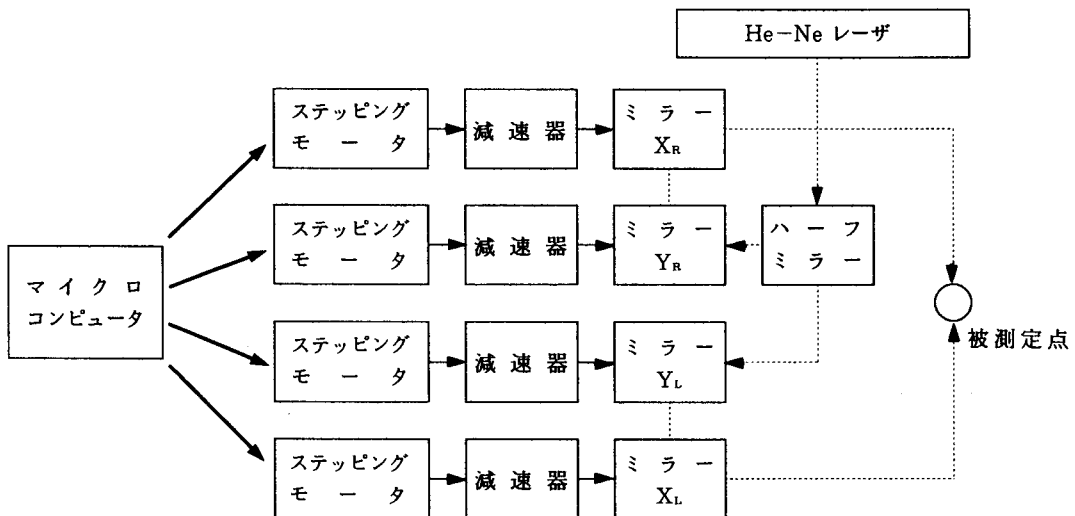 He-Ne レーザ
ステッピング
モータ
減速器
ミラー
XR
ステッピング
モータ
減速器
ミラー
YR
ハーフ
ミラー
マイクロ
コンピュータ
ステッピング
モータ
減速器
ミラー
YL
被測定点
ステッピング
モータ
減速器
ミラー
XL